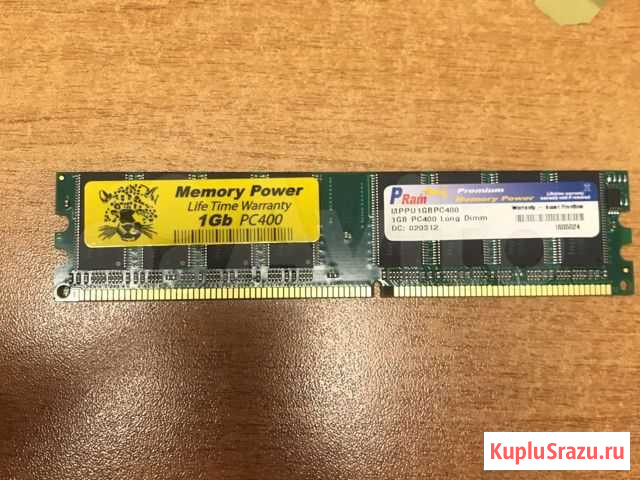 Memory Power
Life Time Warranty
1Gb PC400
PRam
Premium
Memory Power
MPPU1GBPC400
1GB PC400 Long Dimm
DC: 020312
1605024
KupluSrazu.ru